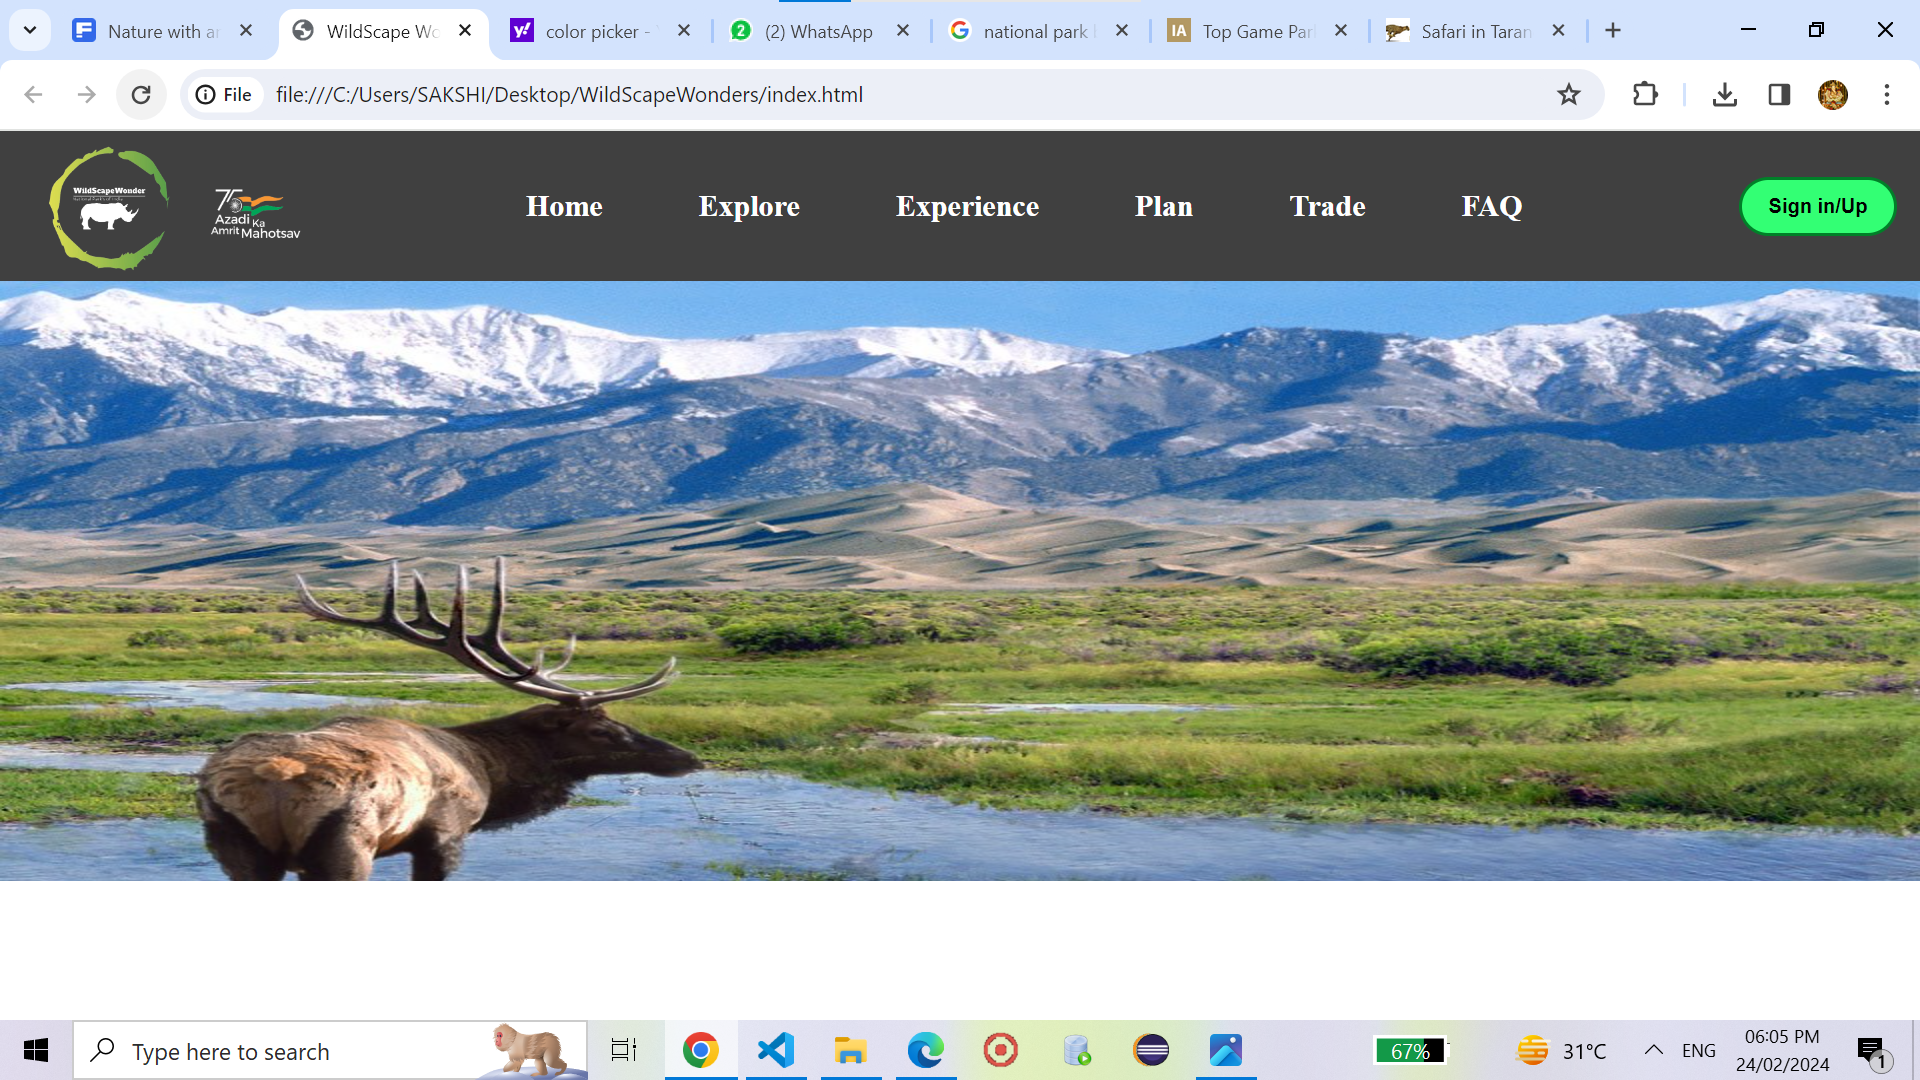 Nature with a
WildScape Wo
color picker -
(2) WhatsApp
national park
Top Game Par
Safari in Taran
File
file:///C:/Users/SAKSHI/Desktop/WildScapeWonders/index.html
WildScapeWonder
75
Azadi Ka
Amrit Mahotsav
Home
Explore
Experience
Plan
Trade
FAQ
Sign in/Up
Type here to search
67%
31°C
ENG
06:05 PM
24/02/2024
1